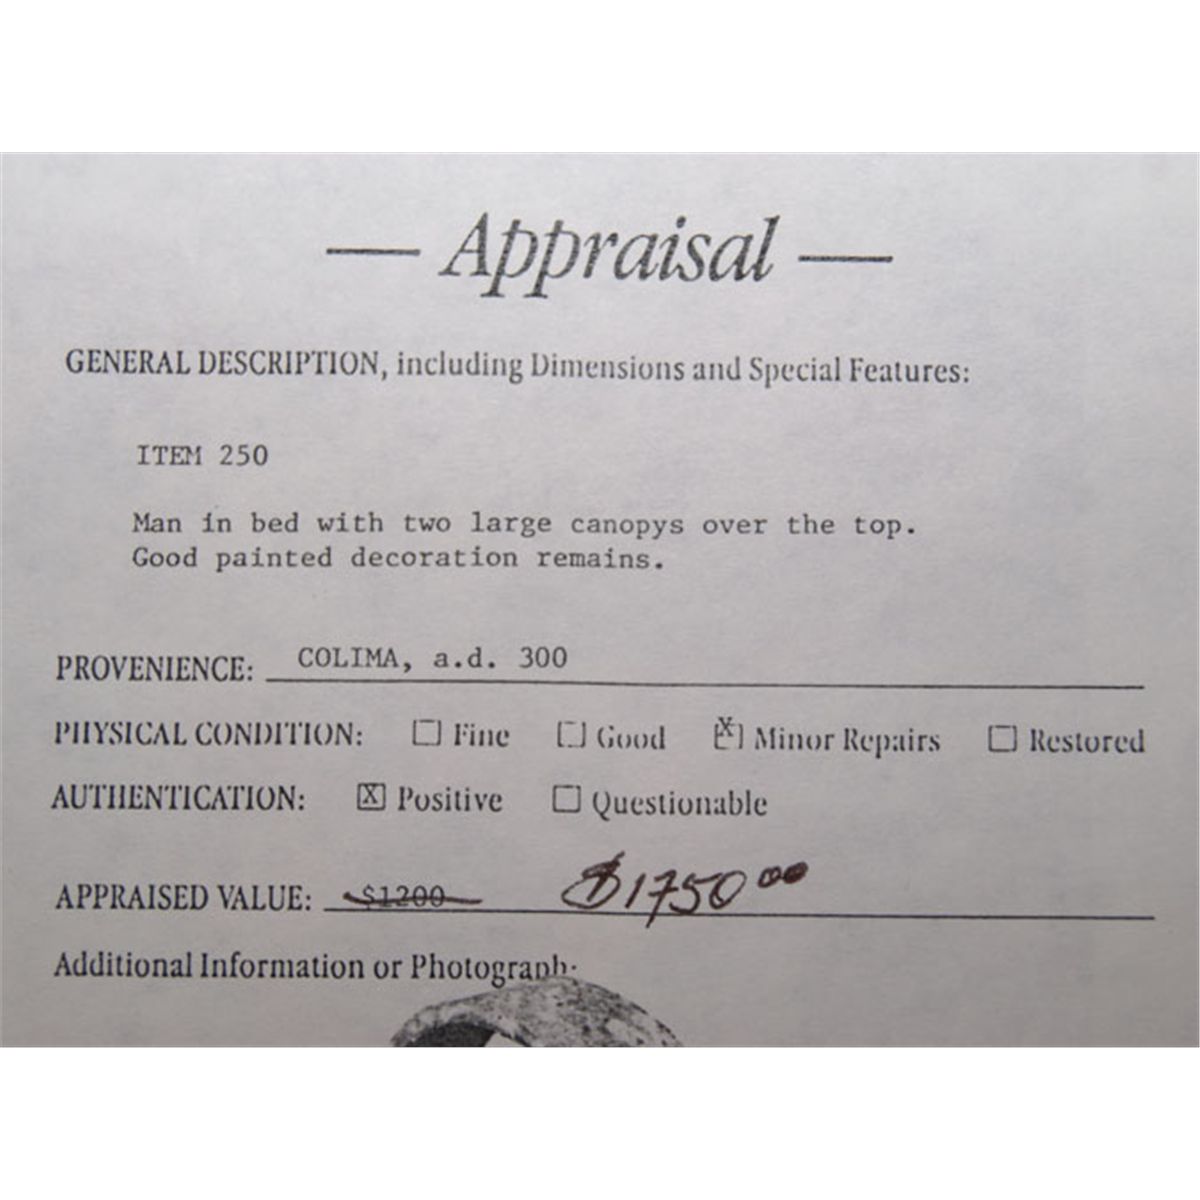 — Appraisal —
GENERAL DESCRIPTION, including Dimensions and Special Features:
ITEM 250
Man in bed with two large canopys over the top.
Good painted decoration remains.
PROVENIENCE: COLIMA, a.d. 300
PHYSICAL CONDITION: ☐ Fine ☐ Good ☒ Minor Repairs ☐ Restored
AUTHENTICATION: ☒ Positive ☐ Questionable
APPRAISED VALUE: $1200 $1750 00
Additional Information or Photograph: